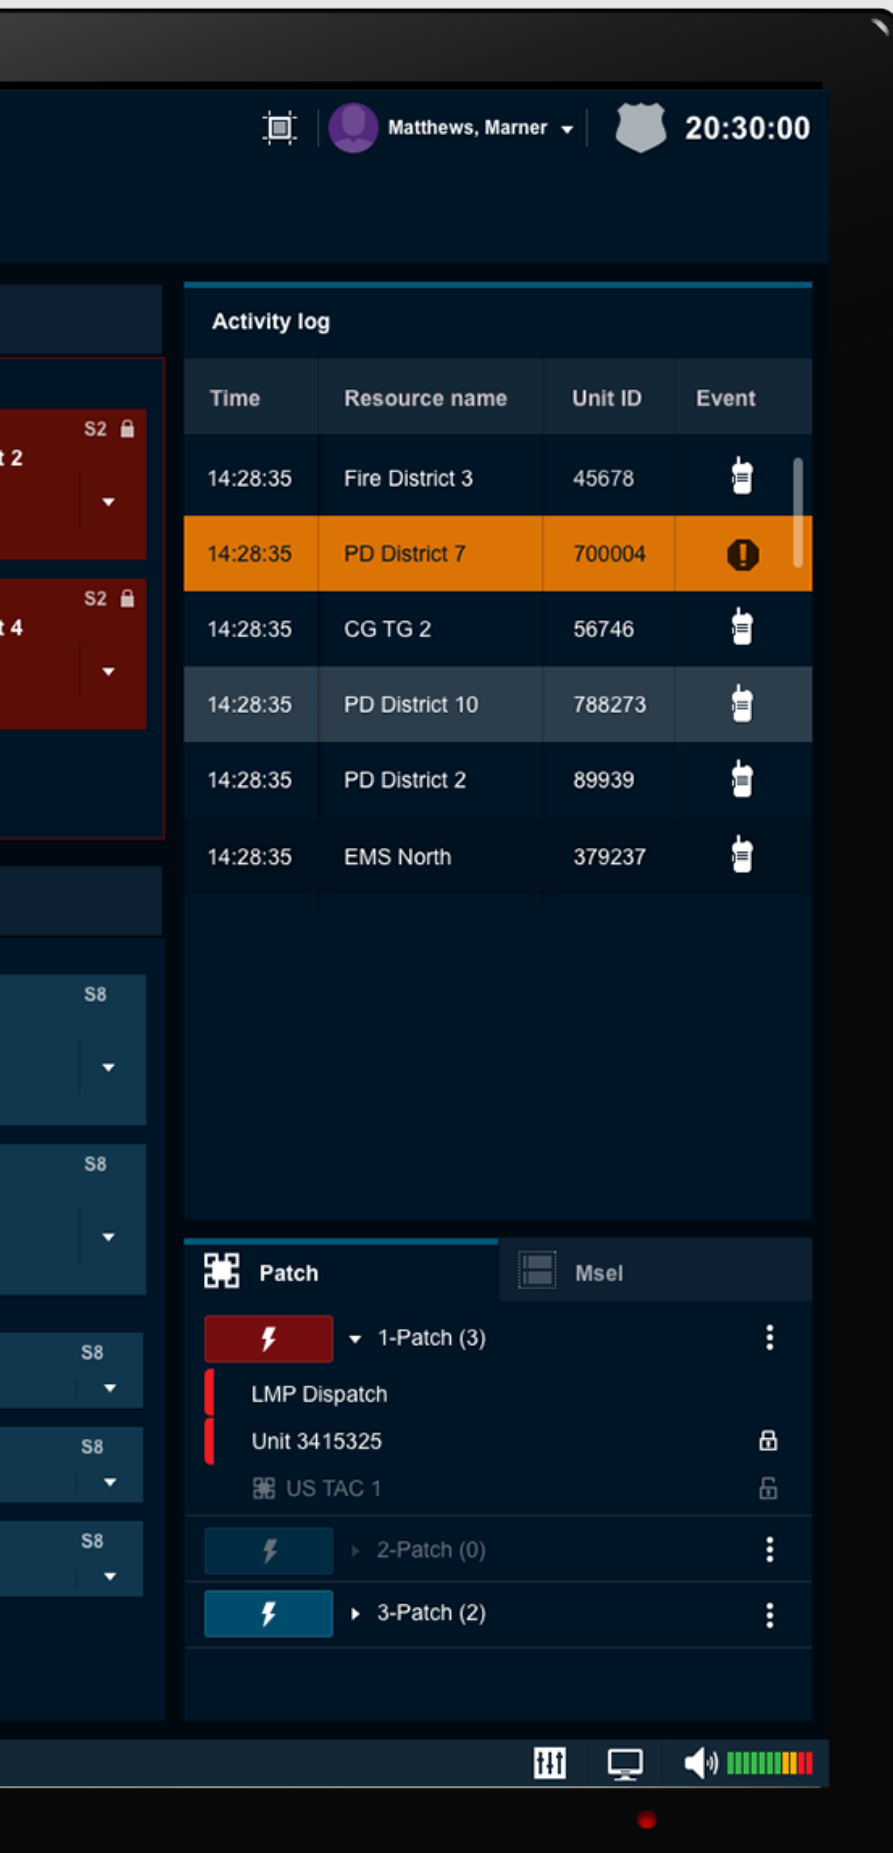 Matthews, Marner
20:30:00
S2
t 2
S2
t 4
S8
S8
S8
S8
S8
Activity log
Time Resource name Unit ID Event
14:28:35 Fire District 3 45678
14:28:35 PD District 7 700004
14:28:35 CG TG 2 56746
14:28:35 PD District 10 788273
14:28:35 PD District 2 89939
14:28:35 EMS North 379237
Patch Msel
1-Patch (3)
LMP Dispatch
Unit 3415325
US TAC 1
2-Patch (0)
3-Patch (2)